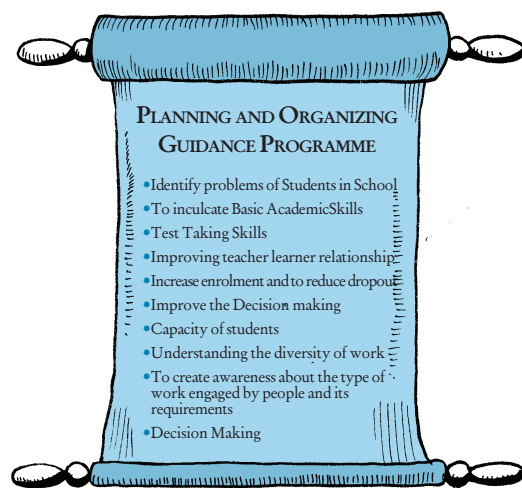 PLANNING AND ORGANIZING
GUIDANCE PROGRAMME
•Identify problems of Students in School
•To inculcate Basic AcademicSkills
•Test Taking Skills
•Improving teacher learner relationship
•Increase enrolment and to reduce dropout
•Improve the Decision making
•Capacity of students
•Understanding the diversity of work
•To create awareness about the type of
work engaged by people and its
requirements
•Decision Making